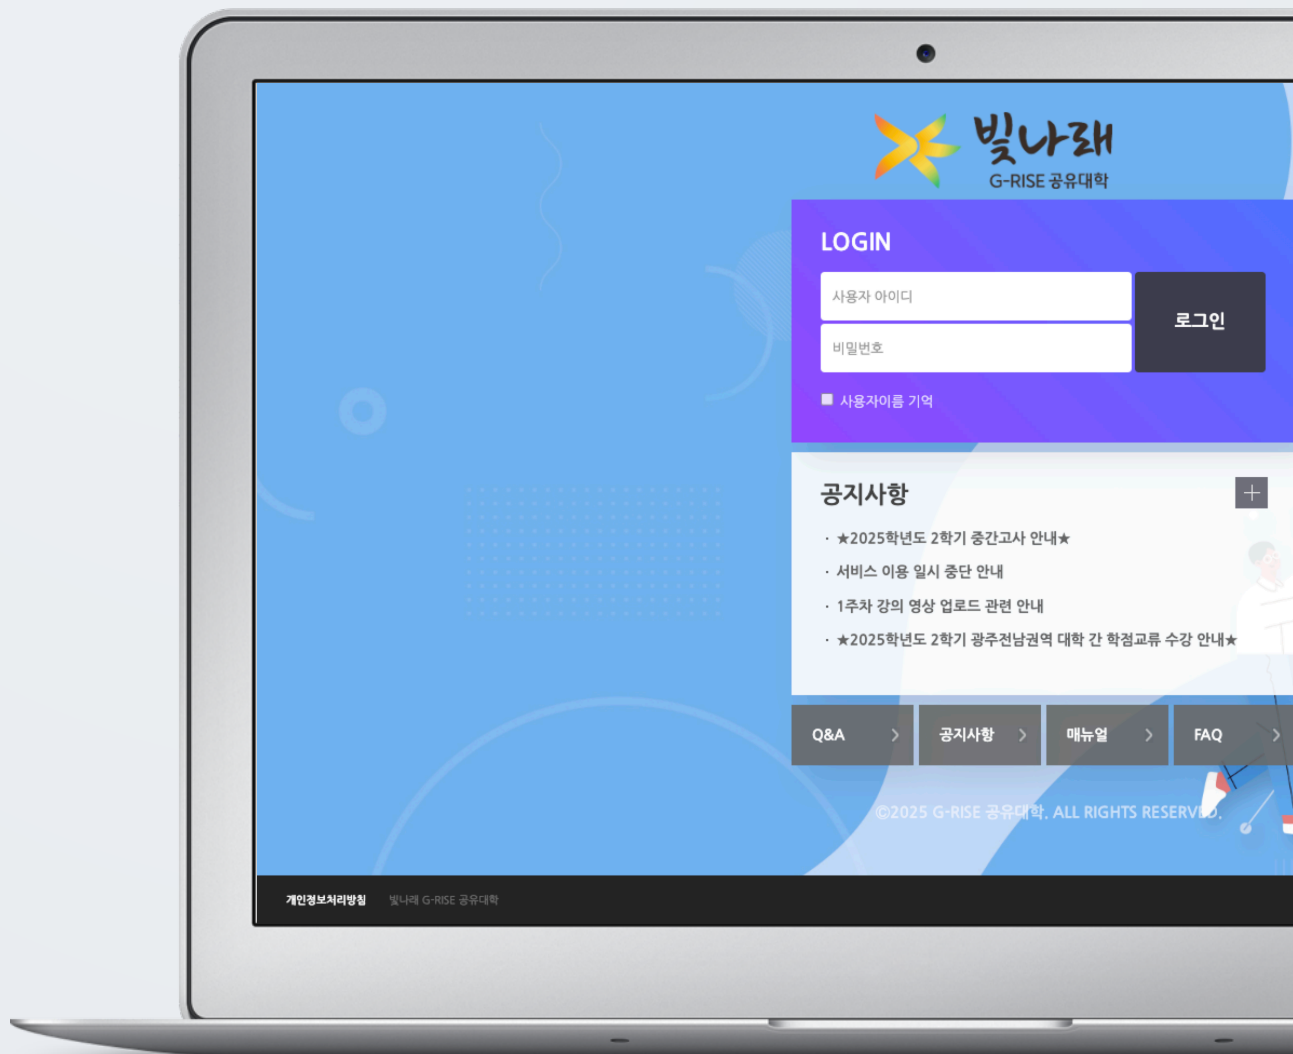 빛나래
G-RISE 공유대학
LOGIN
사용자 아이디
비밀번호
로그인
사용자이름 기억
공지사항
· ★2025학년도 2학기 중간고사 안내★
· 서비스 이용 일시 중단 안내
· 1주차 강의 영상 업로드 관련 안내
· ★2025학년도 2학기 광주전남권역 대학 간 학점교류 수강 안내★
Q&A
공지사항
매뉴얼
FAQ
©2025 G-RISE 공유대학. ALL RIGHTS RESERVED.
개인정보처리방침 빛나래 G-RISE 공유대학